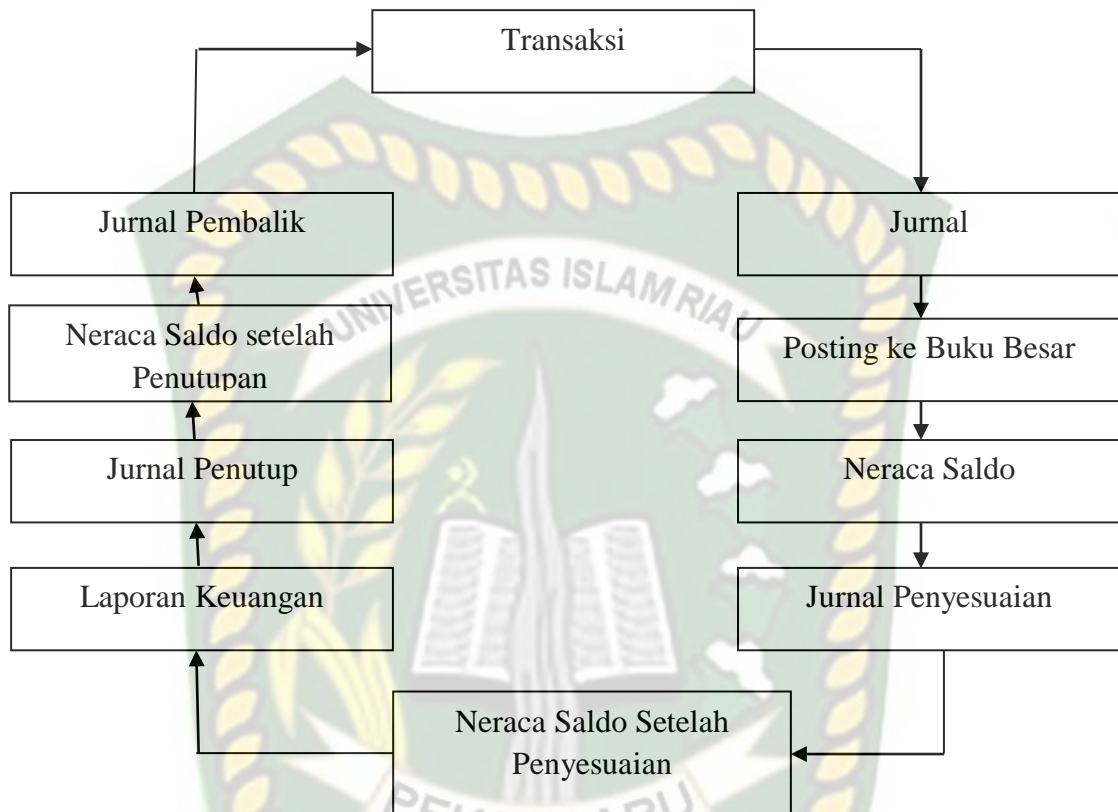 Transaksi
Jurnal Pembalik
Jurnal
UNIVERSITAS ISLAM RIAU
Neraca Saldo setelah
Penutupan
Posting ke Buku Besar
Jurnal Penutup
Neraca Saldo
Laporan Keuangan
Jurnal Penyesuaian
Neraca Saldo Setelah
Penyesuaian